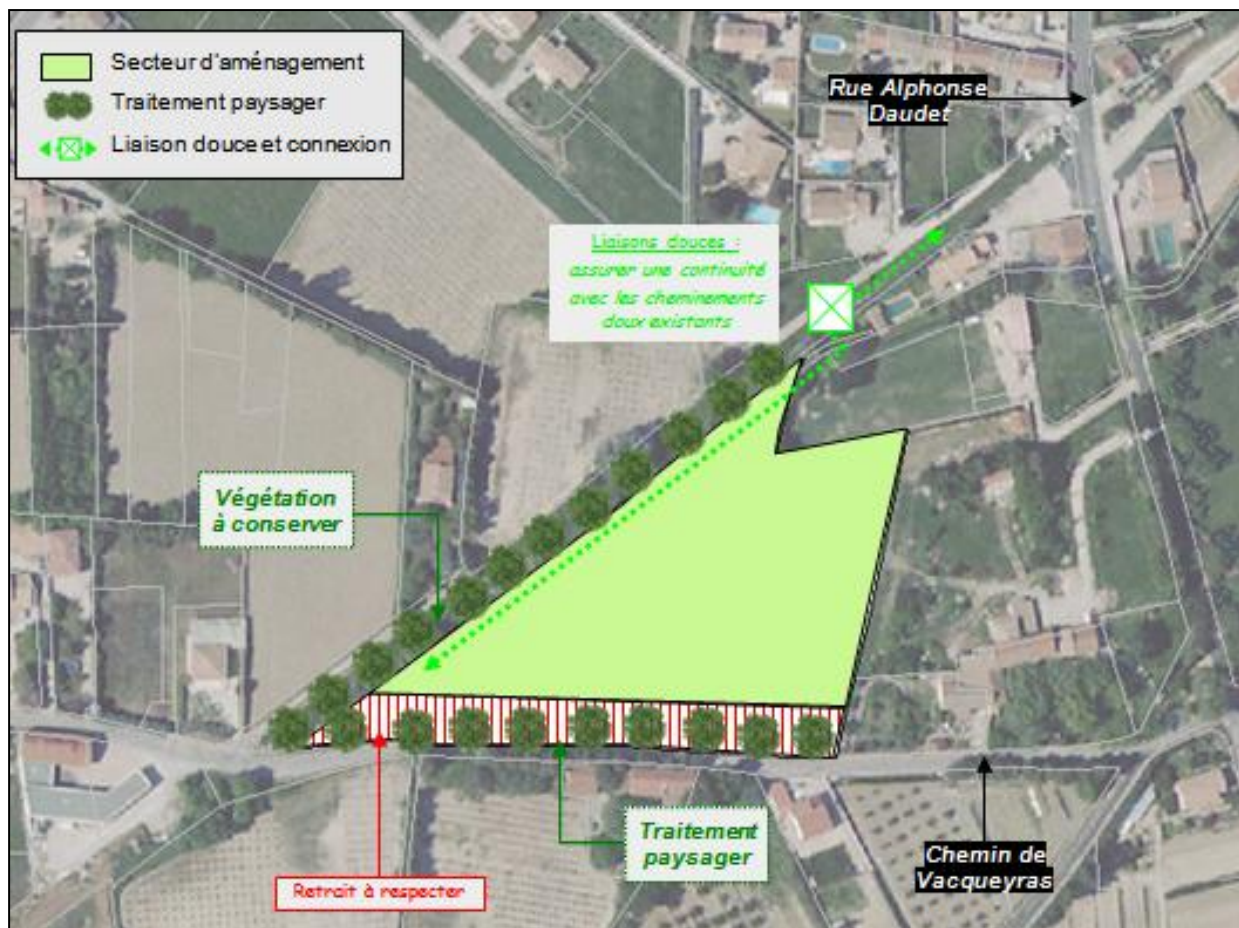 Secteur d'aménagement
Traitement paysager
Liaison douce et connexion
Rue Alphonse
Daudet
Liaisons douces :
assurer une continuité
avec les cheminements
doux existants
Végétation
à conserver
Traitement
paysager
Retrait à respecter
Chemin de
Vacqueyras